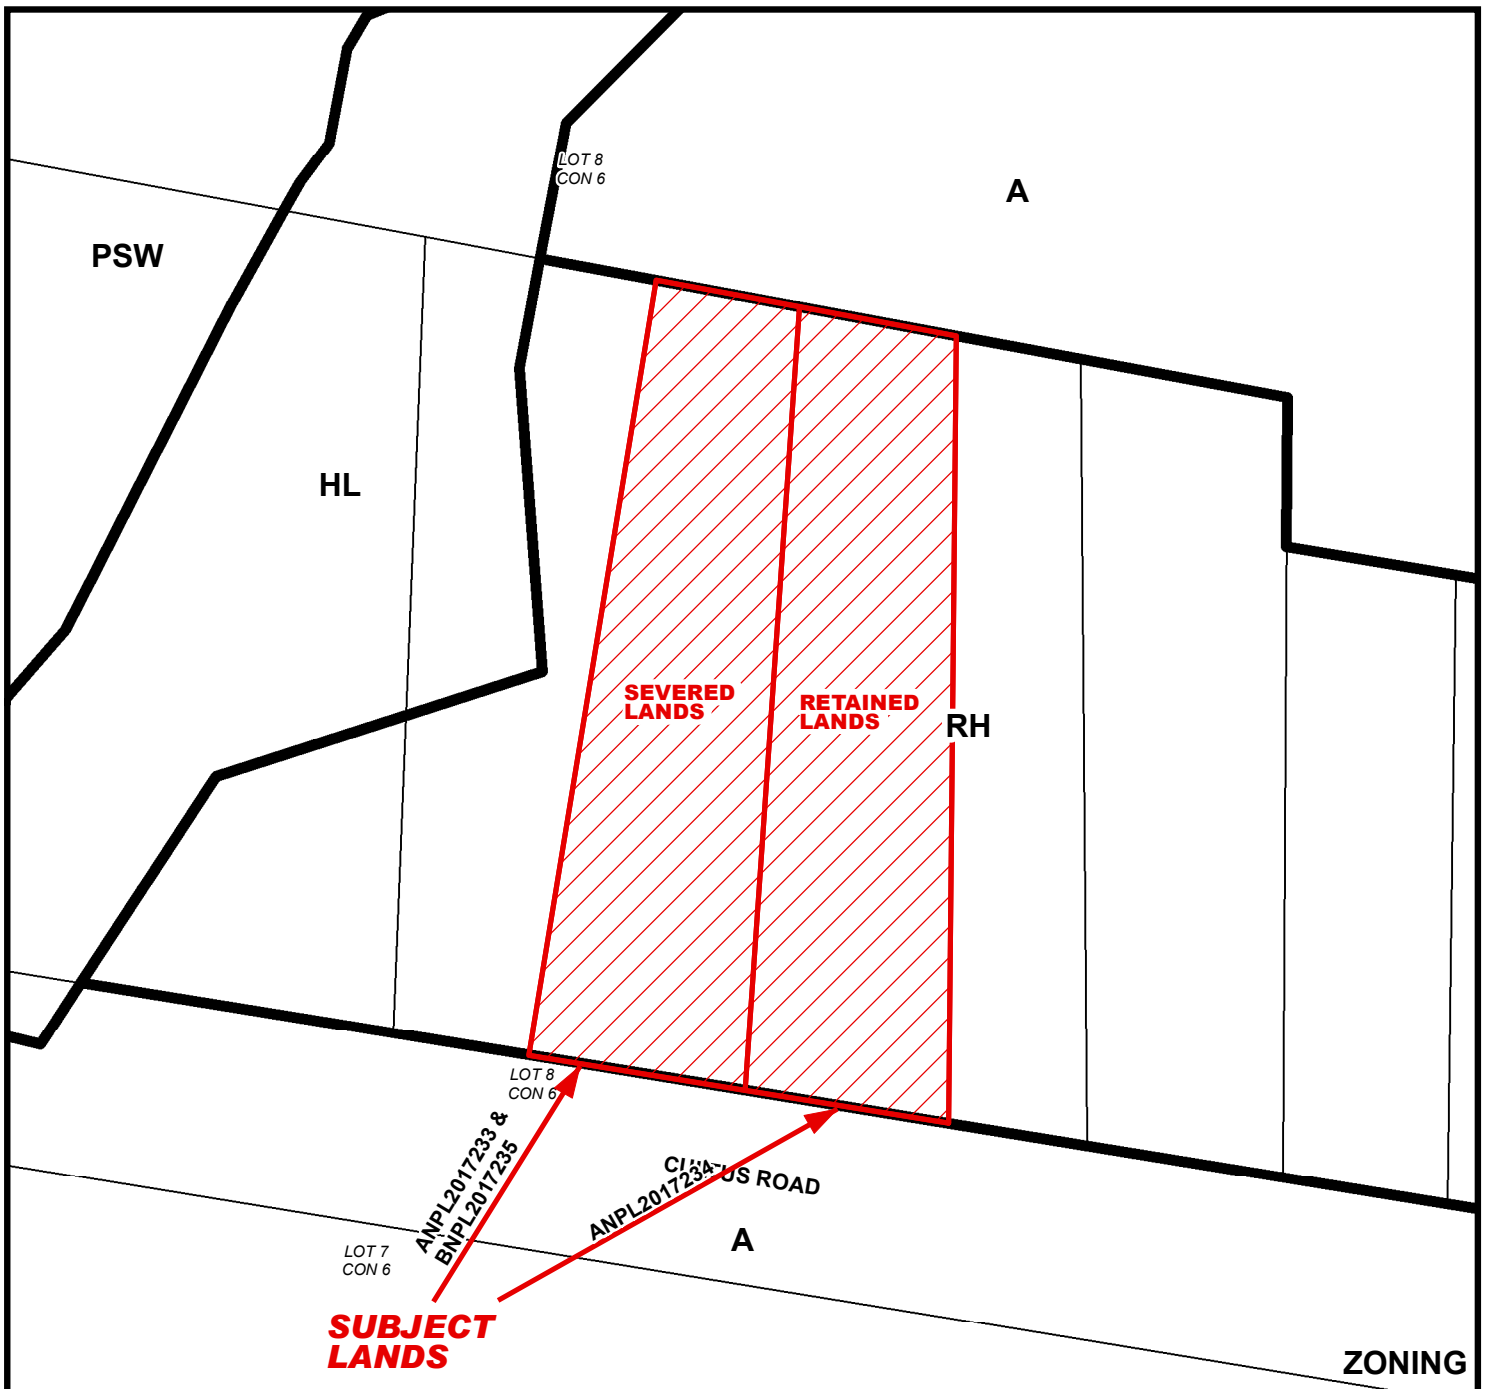 LOT 8
CON 6
A
PSW
HL
SEVERED
LANDS
RETAINED
LANDS
RH
LOT 8
CON 6
ANPL2017233 &
BNPL2017235
ROAD
ANPL2017234
A
LOT 7
CON 6
SUBJECT
LANDS
ZONING